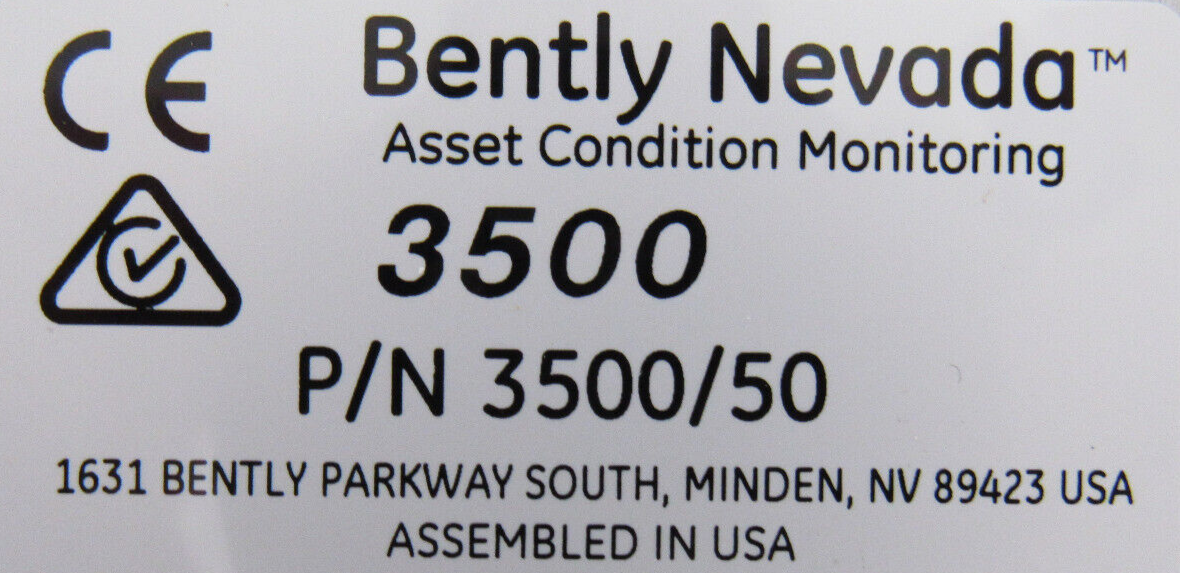 CE
Bently Nevada™
Asset Condition Monitoring
3500
P/N 3500/50
1631 BENTLY PARKWAY SOUTH, MINDEN, NV 89423 USA
ASSEMBLED IN USA